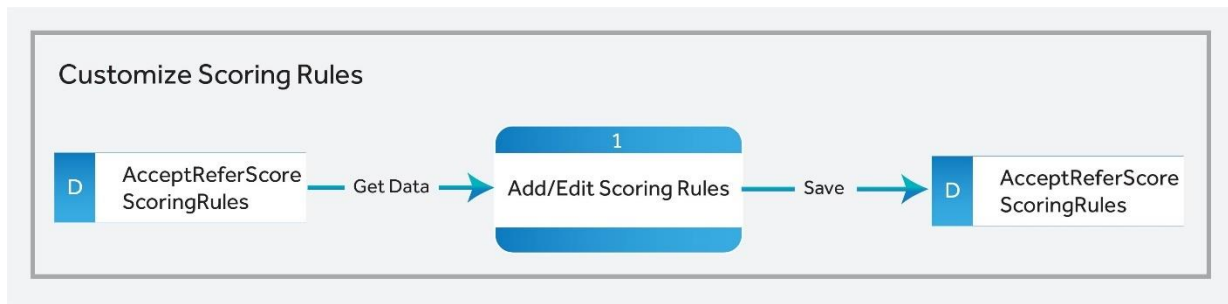 Customize Scoring Rules
1
D
AcceptReferScore
ScoringRules
Get Data
Add/Edit Scoring Rules
Save
D
AcceptReferScore
ScoringRules